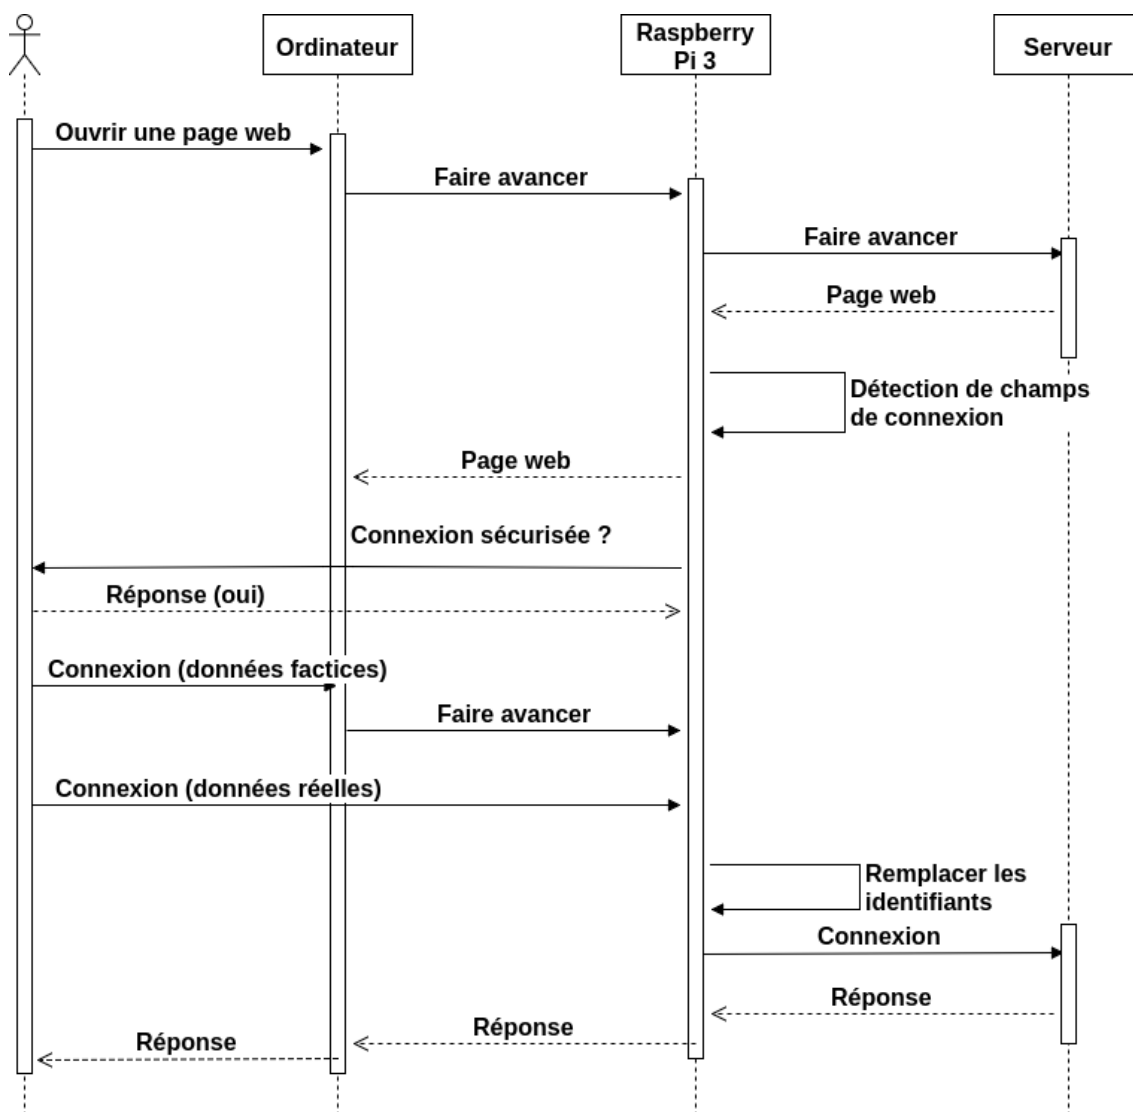 Ordinateur
Raspberry
Pi 3
Serveur
Ouvrir une page web
Faire avancer
Faire avancer
Page web
Détection de champs
de connexion
Page web
Connexion sécurisée ?
Réponse (oui)
Connexion (données factices)
Faire avancer
Connexion (données réelles)
Remplacer les
identifiants
Connexion
Réponse
Réponse
Réponse